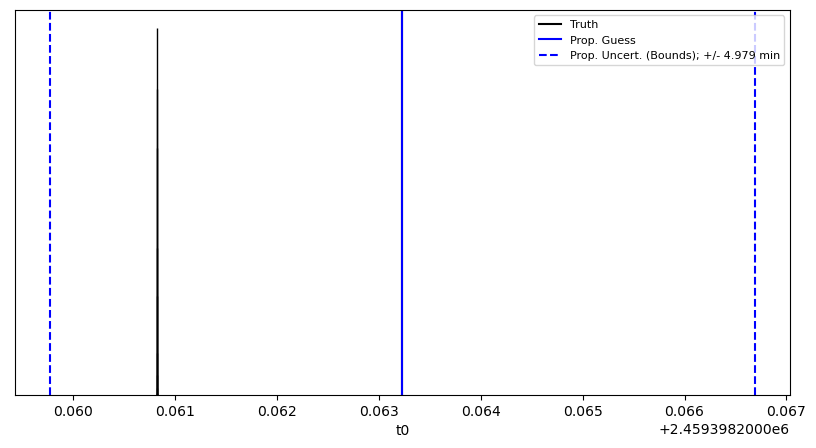 Truth
Prop. Guess
Prop. Uncert. (Bounds); +/- 4.979 min
0.060 0.061 0.062 0.063 0.064 0.065 0.066 0.067
t0 +2.4593982000e6